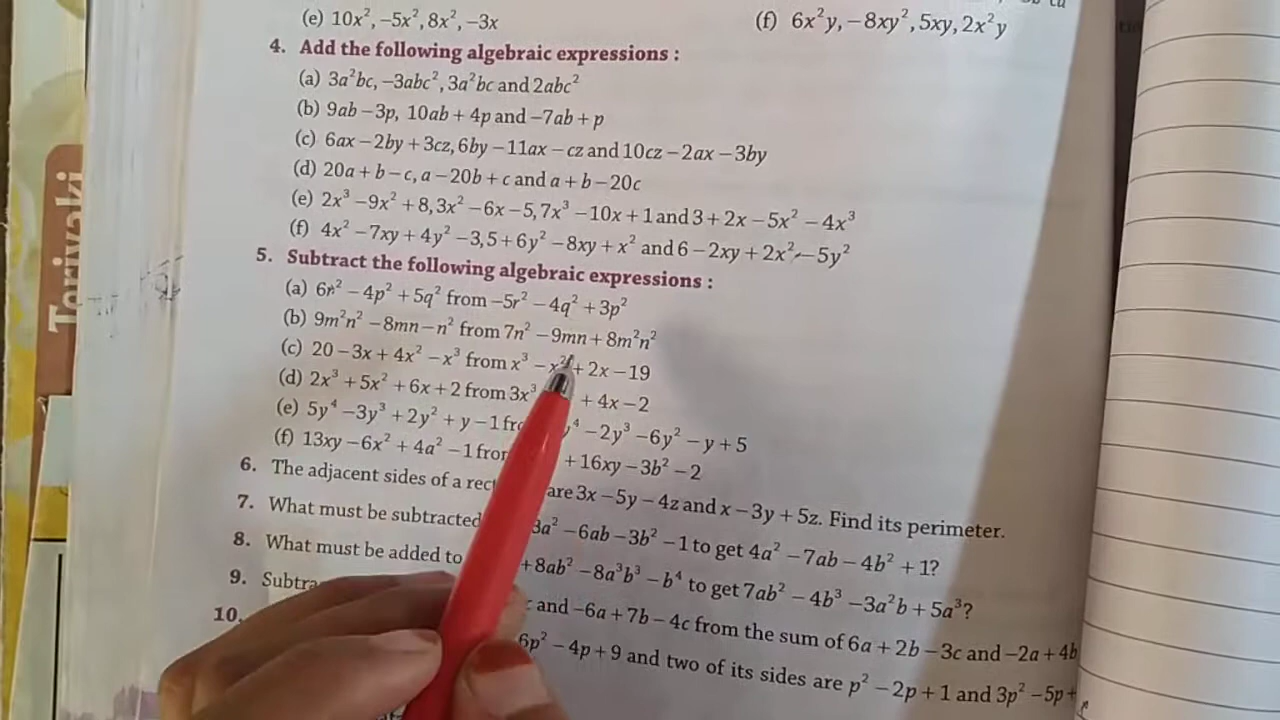 (e) 10x², −5x², 8x², −3x
(f) 6x²y, −8xy², 5xy, 2x²y
4. Add the following algebraic expressions :
(a) 3a²bc, −3abc², 3a²bc and 2abc²
(b) 9ab − 3p, 10ab + 4p and −7ab + p
(c) 6ax − 2by + 3cz, 6by − 11ax − cz and 10cz − 2ax − 3by
(d) 20a + b − c, a − 20b + c and a + b − 20c
(e) 2x³ − 9x² + 8, 3x² − 6x − 5, 7x³ − 10x + 1 and 3 + 2x − 5x² − 4x³
(f) 4x² − 7xy + 4y² − 3, 5 + 6y² − 8xy + x² and 6 − 2xy + 2x² − 5y²
5. Subtract the following algebraic expressions :
(a) 6r² − 4p² + 5q² from −5r² − 4q² + 3p²
(b) 9m²n² − 8mn − n² from 7n² − 9mn + 8m²n²
(c) 20 − 3x + 4x² − x³ from x³ − x² + 2x − 19
(d) 2x³ + 5x² + 6x + 2 from 3x³ + 4x − 2
(e) 5y⁴ − 3y³ + 2y² + y − 1 y⁴ − 2y³ − 6y² − y + 5
(f) 13xy − 6x² + 4a² − 1 + 16xy − 3b² − 2
6. The adjacent sides of a are 3x − 5y − 4z and x − 3y + 5z. Find its perimeter.
7. What must be subtracted 3a² − 6ab − 3b² − 1 to get 4a² − 7ab − 4b² + 1?
8. What must be added to + 8ab² − 8a³b³ − b⁴ to get 7ab² − 4b³ − 3a²b + 5a³?
9. and −6a + 7b − 4c from the sum of 6a + 2b − 3c and −2a + 4b
10. 6p² − 4p + 9 and two of its sides are p² − 2p + 1 and 3p² − 5p +
Teriyaki